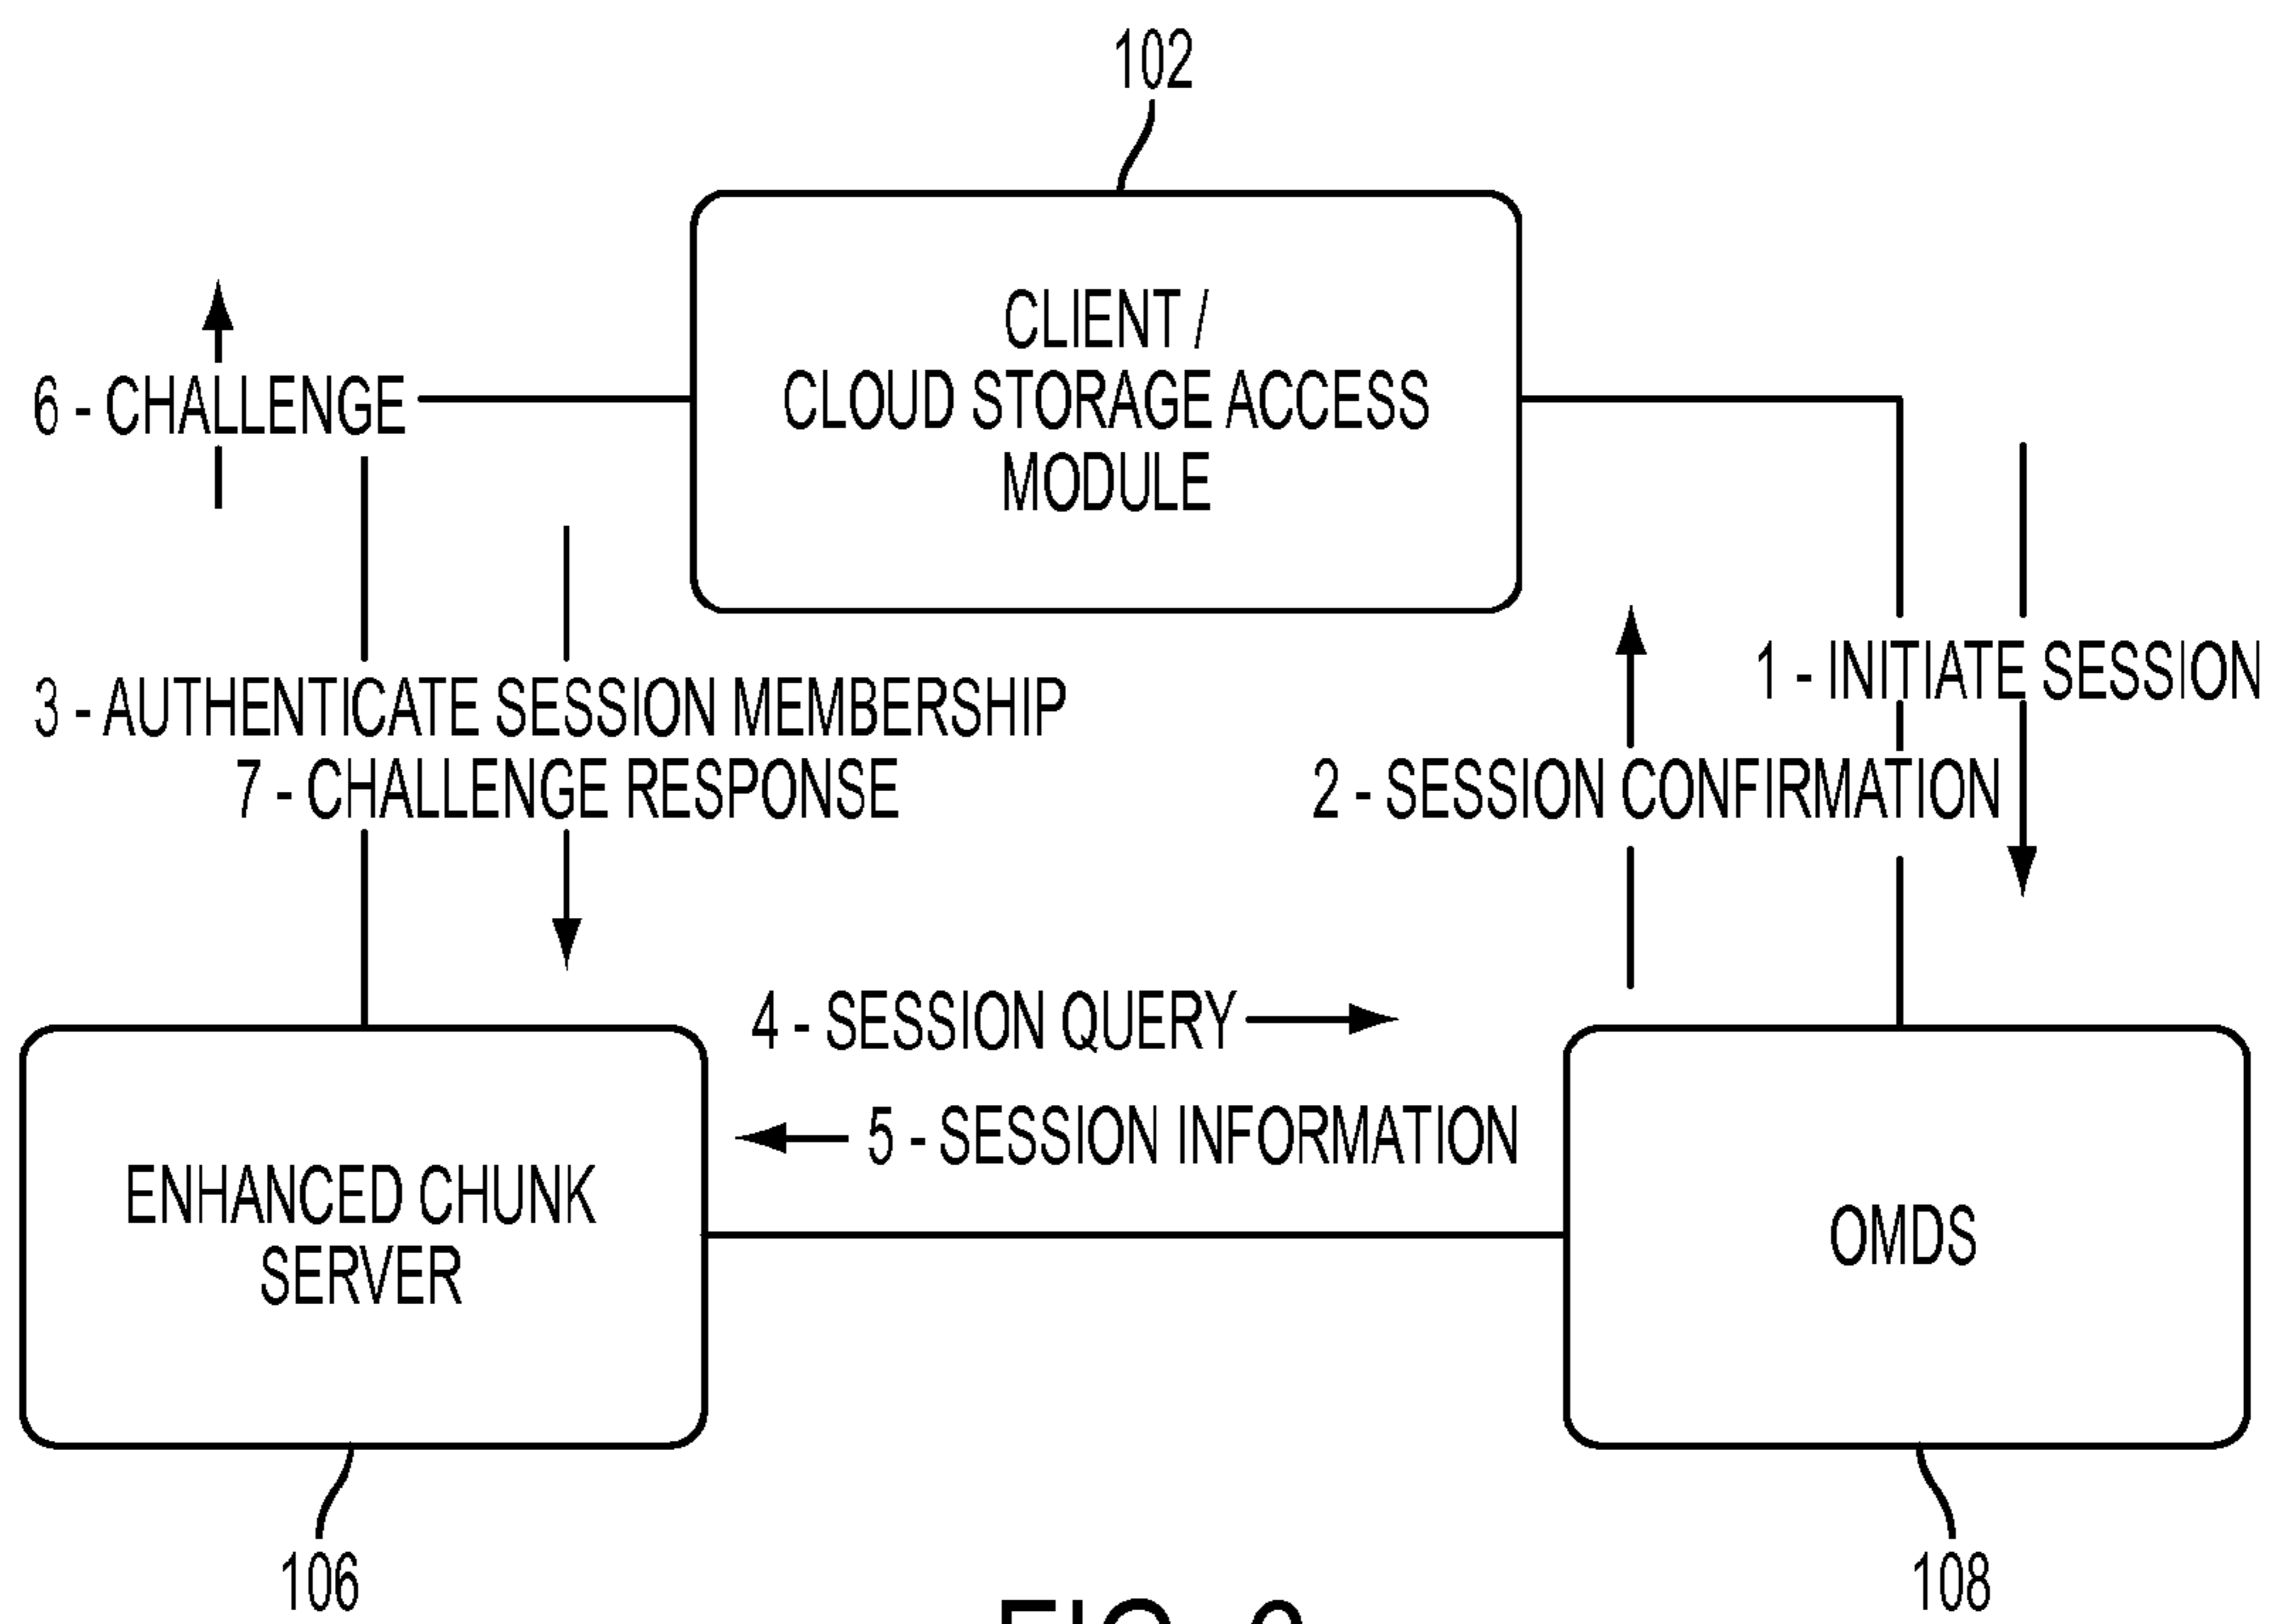 102
CLIENT /
CLOUD STORAGE ACCESS
MODULE
6 - CHALLENGE
1 - INITIATE SESSION
3 - AUTHENTICATE SESSION MEMBERSHIP
7 - CHALLENGE RESPONSE
2 - SESSION CONFIRMATION
4 - SESSION QUERY
5 - SESSION INFORMATION
ENHANCED CHUNK
SERVER
OMDS
106
108
FIG.